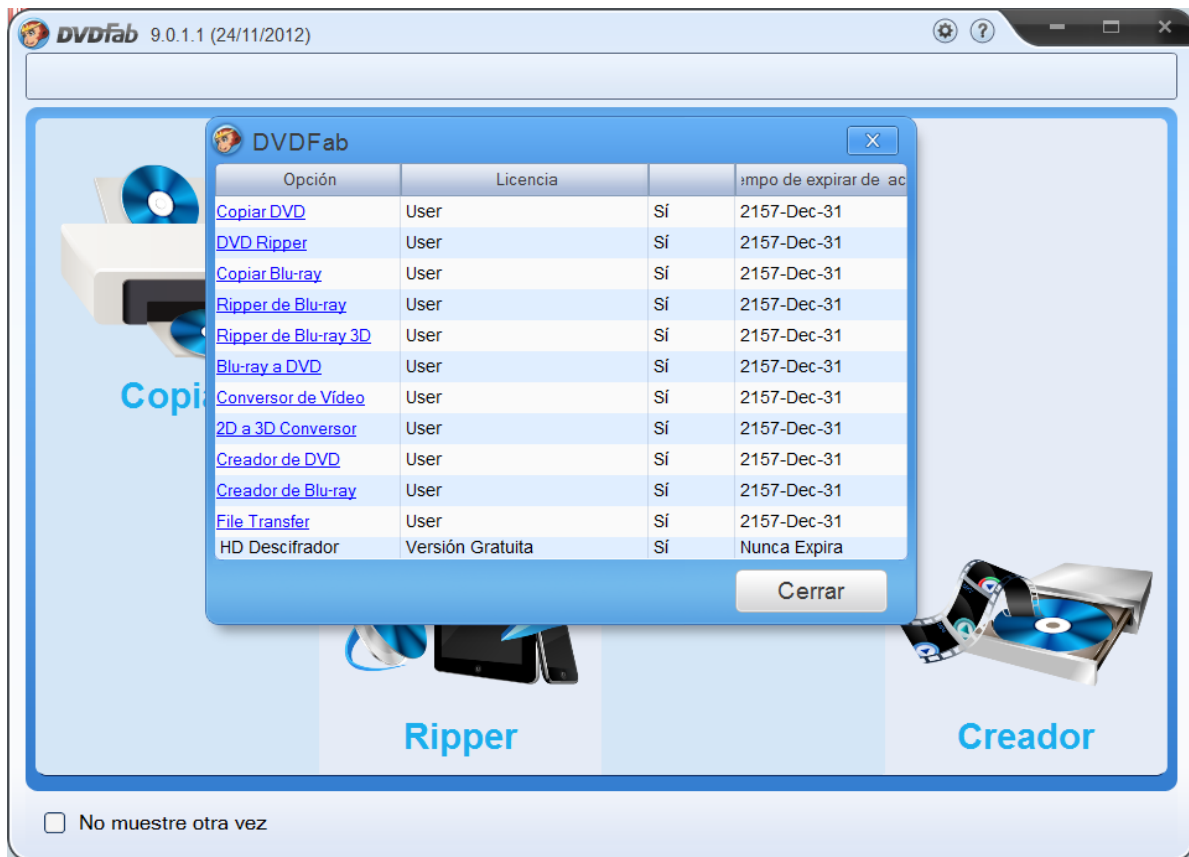 DVDFab 9.0.1.1 (24/11/2012)
DVDFab X
Opción Licencia empo de expirar de ac
Copiar DVD User Sí 2157-Dec-31
DVD Ripper User Sí 2157-Dec-31
Copiar Blu-ray User Sí 2157-Dec-31
Ripper de Blu-ray User Sí 2157-Dec-31
Ripper de Blu-ray 3D User Sí 2157-Dec-31
Blu-ray a DVD User Sí 2157-Dec-31
Conversor de Vídeo User Sí 2157-Dec-31
2D a 3D Conversor User Sí 2157-Dec-31
Creador de DVD User Sí 2157-Dec-31
Creador de Blu-ray User Sí 2157-Dec-31
File Transfer User Sí 2157-Dec-31
HD Descifrador Versión Gratuita Sí Nunca Expira
Cerrar
Copia
Ripper
Creador
No muestre otra vez